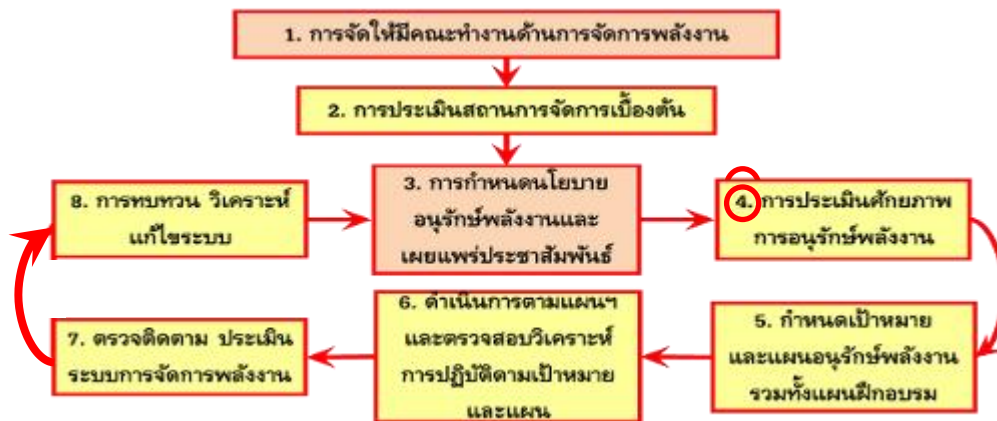 1. การจัดให้มีคณะทำงานด้านการจัดการพลังงาน
2. การประเมินสถานการจัดการเบื้องต้น
3. การกำหนดนโยบาย
อนุรักษ์พลังงานและ
เผยแพร่ประชาสัมพันธ์
4. การประเมินศักยภาพ
การอนุรักษ์พลังงาน
5. กำหนดเป้าหมาย
และแผนอนุรักษ์พลังงาน
รวมทั้งแผนฝึกอบรม
6. ดำเนินการตามแผนฯ
และตรวจสอบวิเคราะห์
การปฏิบัติตามเป้าหมาย
และแผน
7. ตรวจติดตาม ประเมิน
ระบบการจัดการพลังงาน
8. การทบทวน วิเคราะห์
แก้ไขระบบ